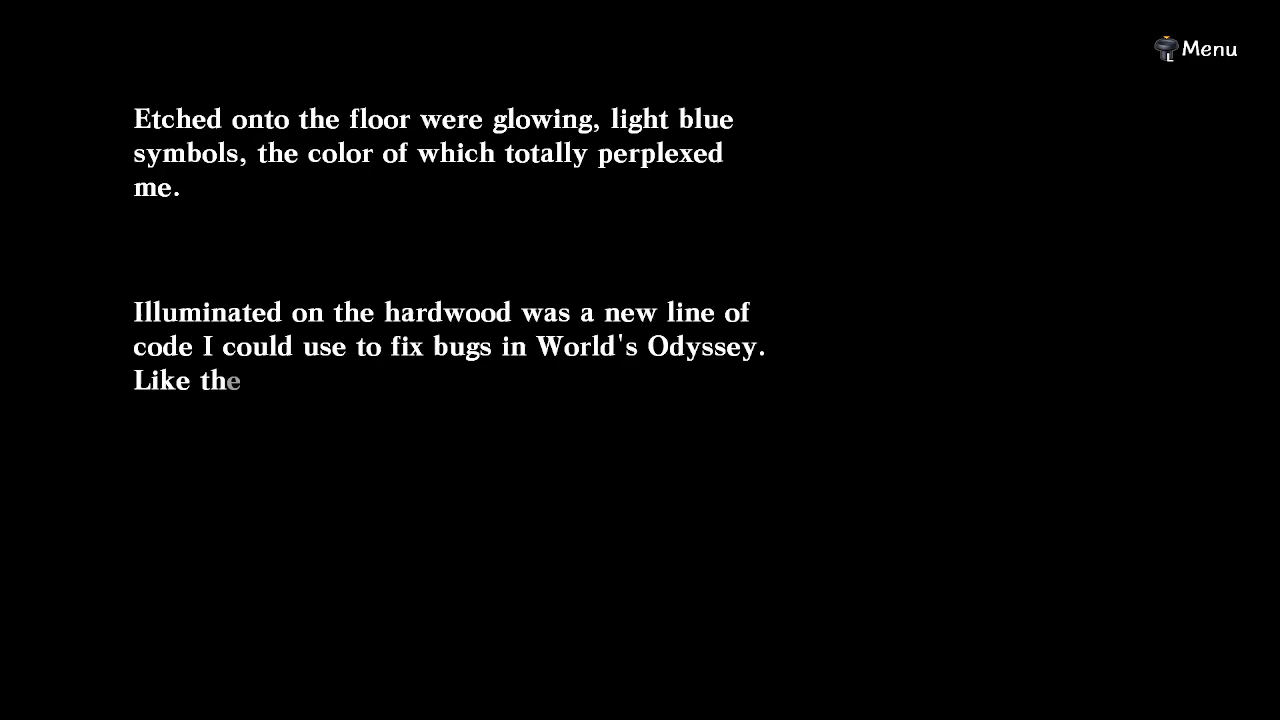 Menu
Etched onto the floor were glowing, light blue
symbols, the color of which totally perplexed
me.
Illuminated on the hardwood was a new line of
code I could use to fix bugs in World's Odyssey.
Like the